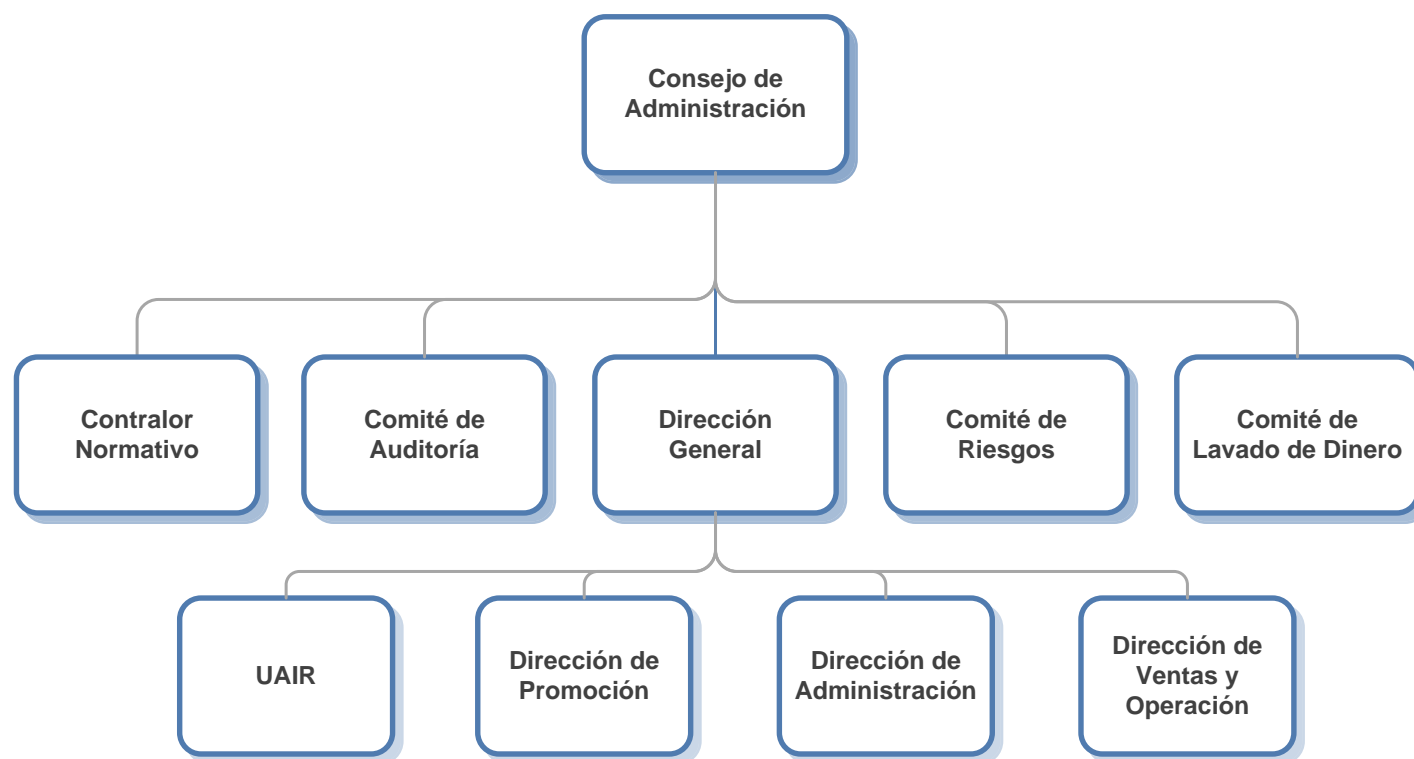 Consejo de
Administración
Contralor
Normativo
Comité de
Auditoría
Dirección
General
Comité de
Riesgos
Comité de
Lavado de Dinero
UAIR
Dirección de
Promoción
Dirección de
Administración
Dirección de
Ventas y
Operación